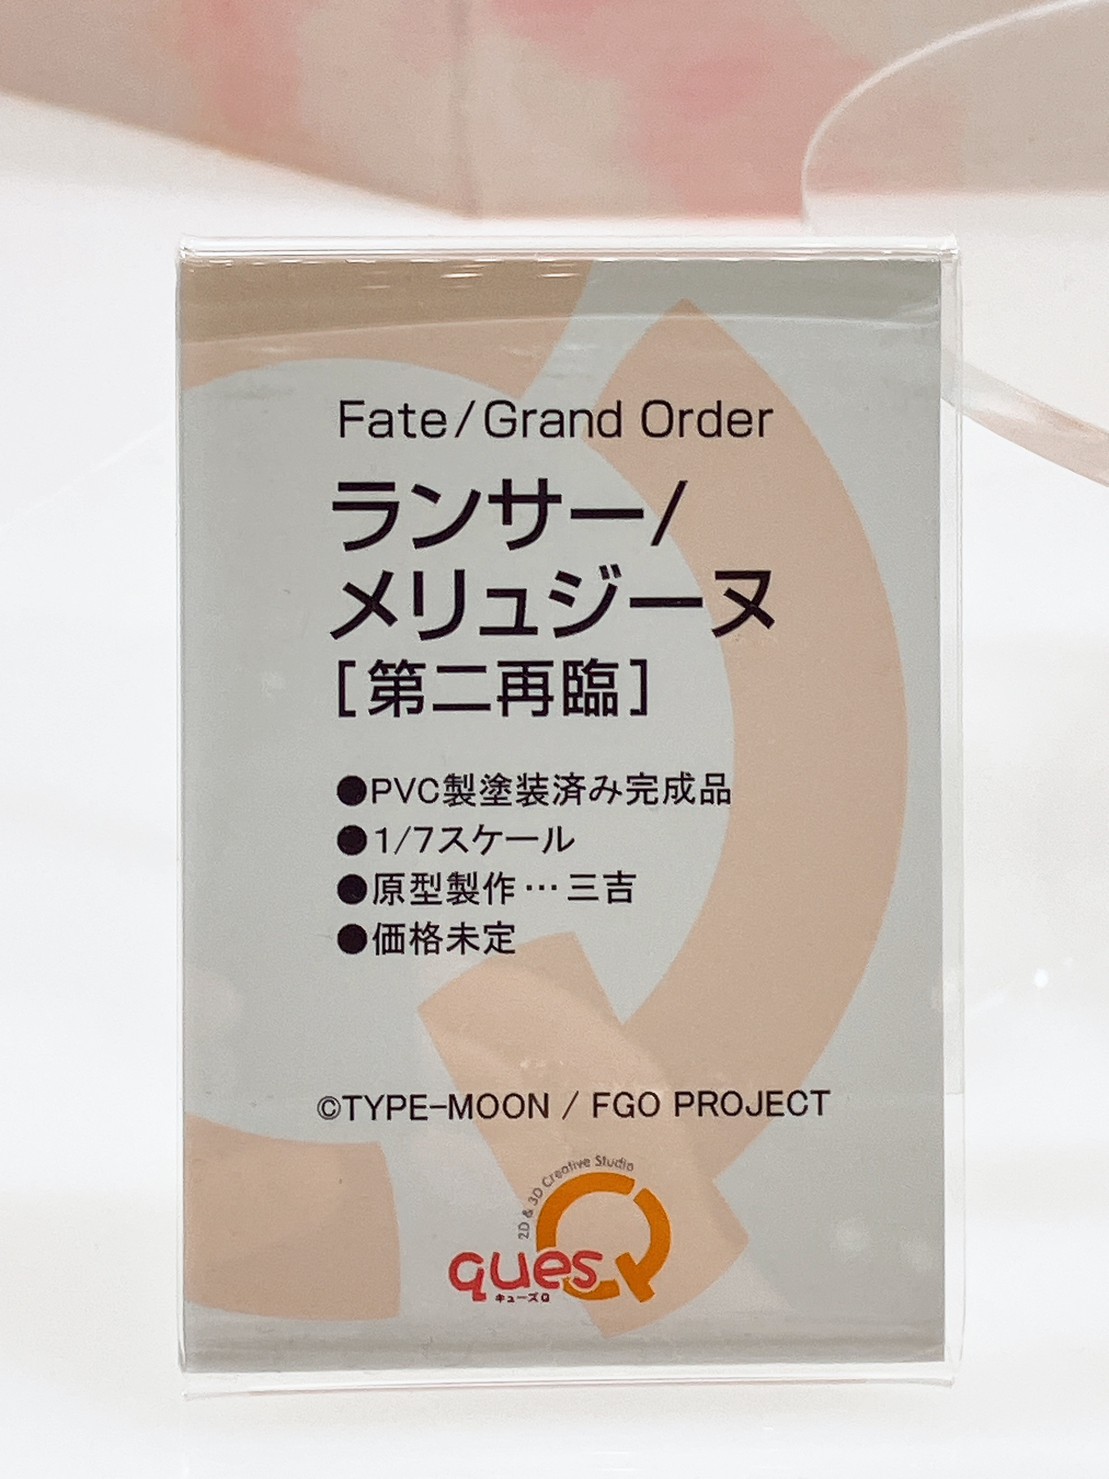 Fate/Grand Order
ランサー/
メリュジーヌ
[第二再臨]
●PVC製塗装済み完成品
●1/7スケール
●原型製作…三吉
●価格未定
©TYPE-MOON / FGO PROJECT
2D & 3D Creative Studio
quesQ
キューズQ